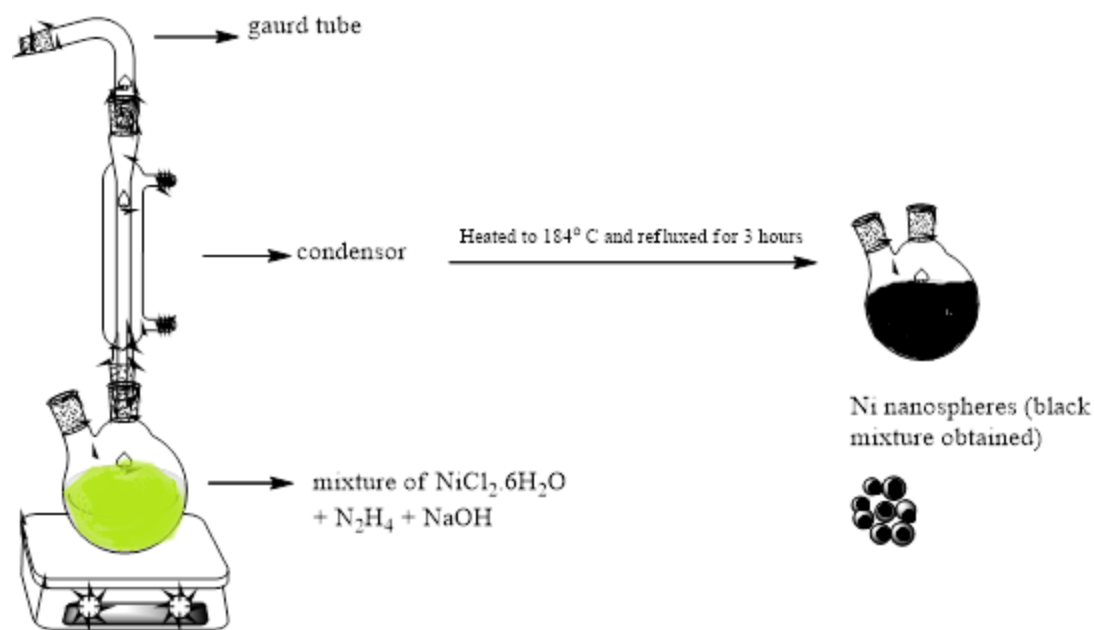 gaurd tube
condensor
Heated to 184° C and refluxed for 3 hours
mixture of NiCl₂.6H₂O
+ N₂H₄ + NaOH
Ni nanospheres (black
mixture obtained)